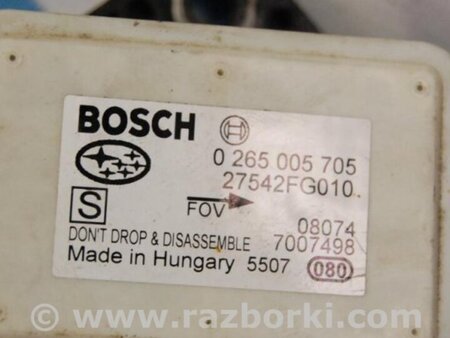 BOSCH
0 265 005 705
27542FG010
S
FOV
08074
DON'T DROP & DISASSEMBLE 7007498
Made in Hungary 5507 080
© www.razborki.com